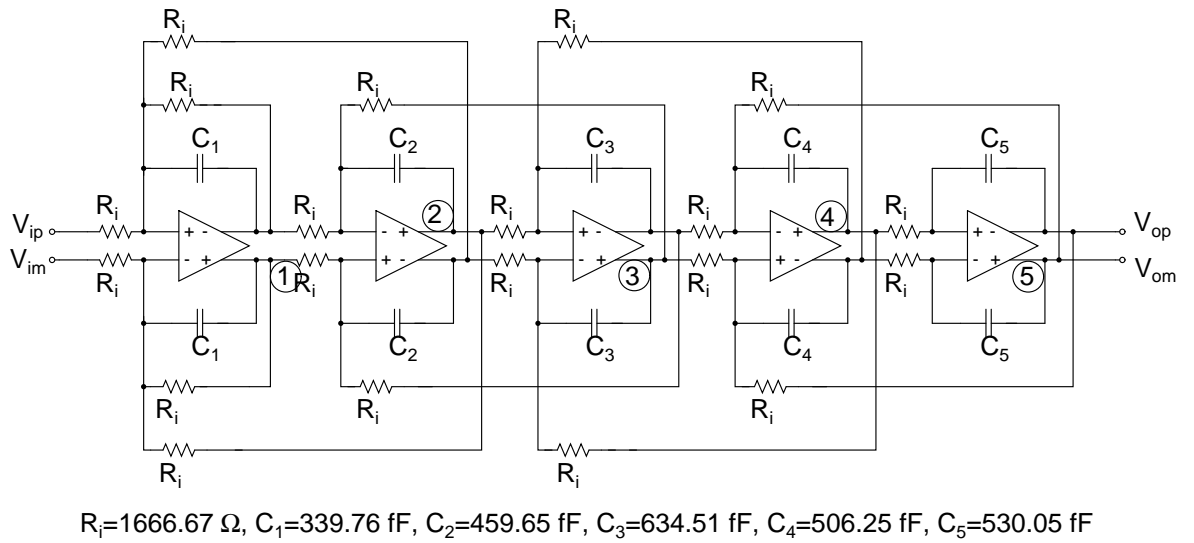 Rᵢ Rᵢ
Rᵢ Rᵢ Rᵢ
C₁ C₂ C₃ C₄ C₅
Vᵢₚ Rᵢ + - Rᵢ - + ② Rᵢ + - Rᵢ - + ④ Rᵢ + - Vₒₚ
Vᵢₘ Rᵢ - + ① Rᵢ - + Rᵢ - + ③ Rᵢ - + Rᵢ - + ⑤ Vₒₘ
C₁ C₂ C₃ C₄ C₅
Rᵢ Rᵢ Rᵢ
Rᵢ Rᵢ
Rᵢ=1666.67 Ω, C₁=339.76 fF, C₂=459.65 fF, C₃=634.51 fF, C₄=506.25 fF, C₅=530.05 fF